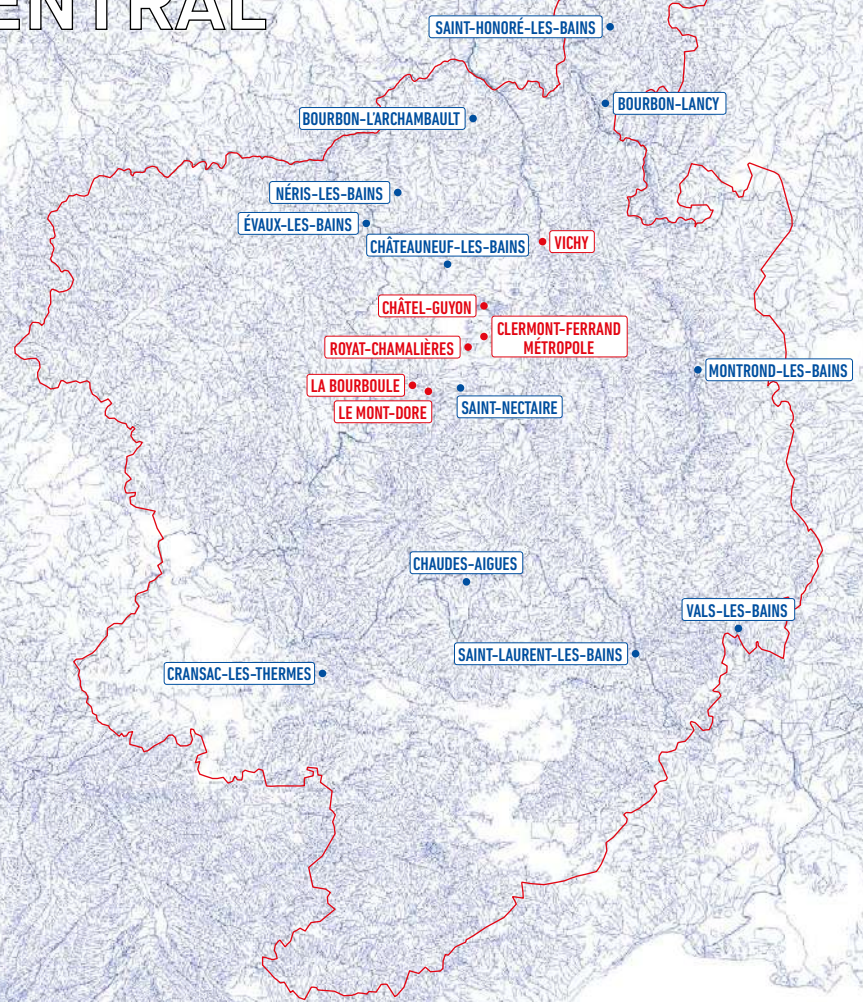 ENTRAL
SAINT-HONORÉ-LES-BAINS
BOURBON-LANCY
BOURBON-L'ARCHAMBAULT
NÉRIS-LES-BAINS
ÉVAUX-LES-BAINS
CHÂTEAUNEUF-LES-BAINS
VICHY
CHÂTEL-GUYON
CLERMONT-FERRAND
MÉTROPOLE
ROYAT-CHAMALIÈRES
MONTROND-LES-BAINS
LA BOURBOULE
LE MONT-DORE
SAINT-NECTAIRE
CHAUDES-AIGUES
VALS-LES-BAINS
SAINT-LAURENT-LES-BAINS
CRANSAC-LES-THERMES